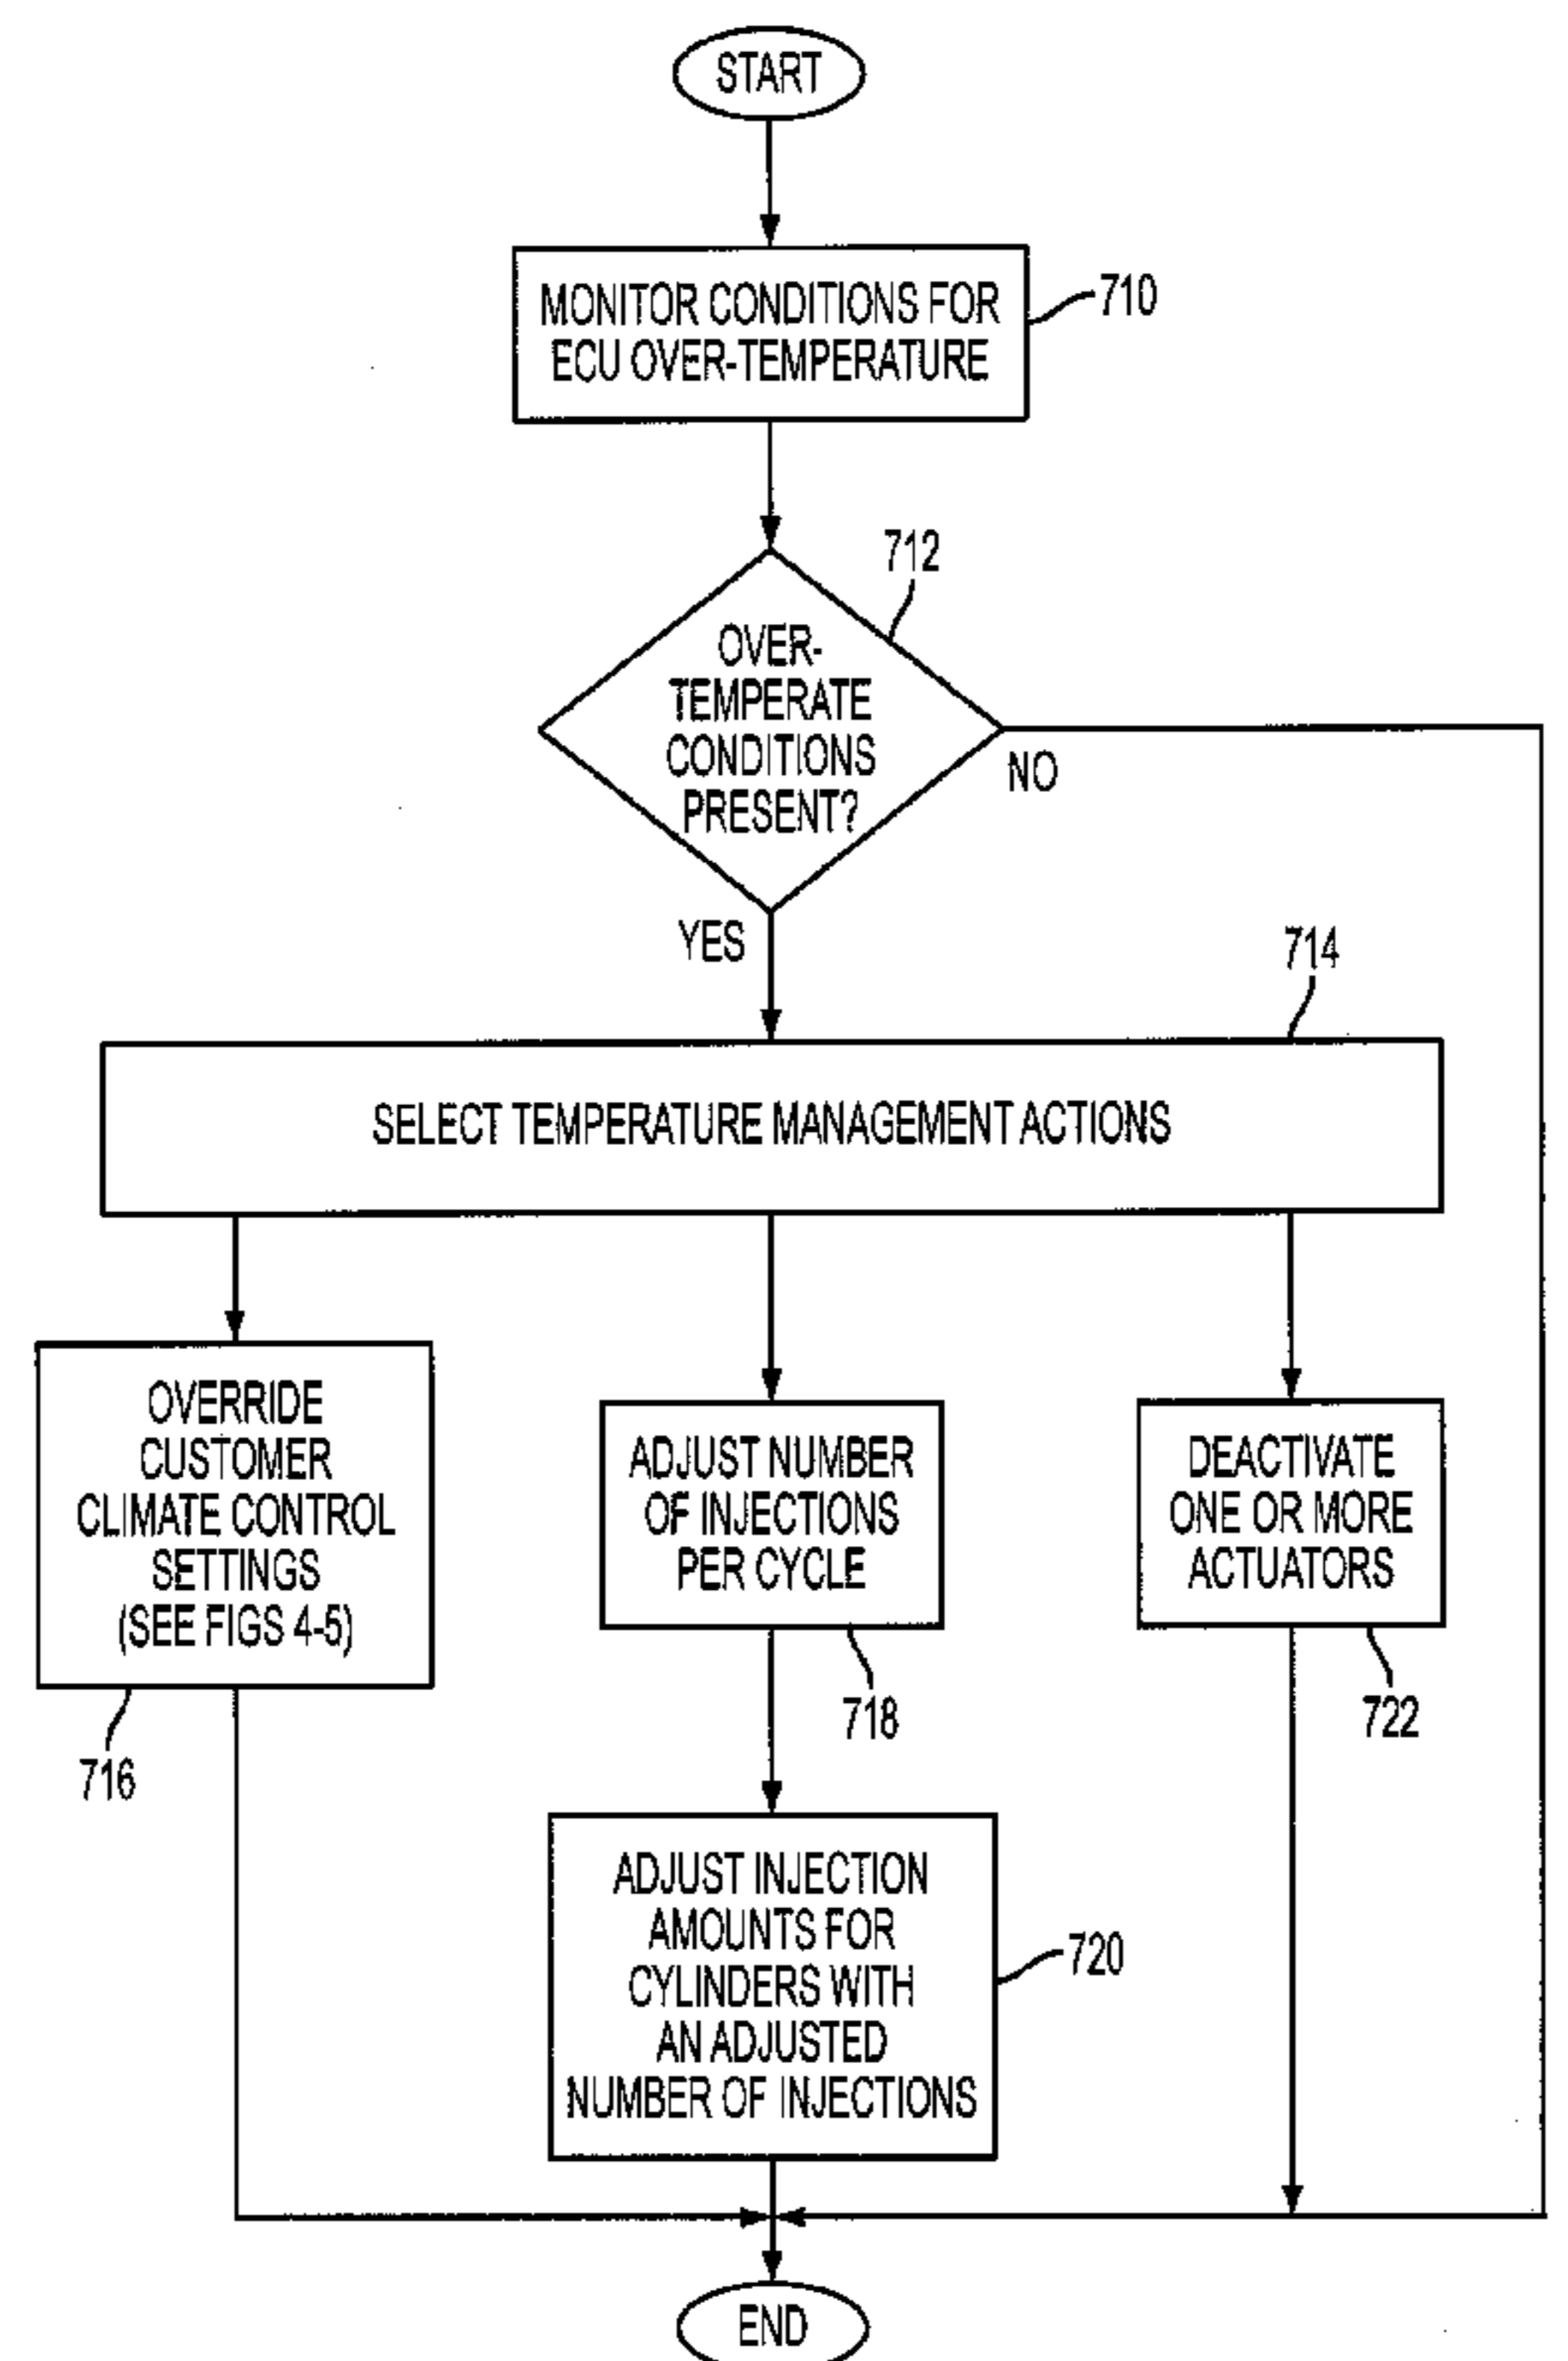 START
MONITOR CONDITIONS FOR
ECU OVER-TEMPERATURE
710
712
OVER-
TEMPERATE
CONDITIONS
PRESENT?
NO
YES
714
SELECT TEMPERATURE MANAGEMENT ACTIONS
OVERRIDE
CUSTOMER
CLIMATE CONTROL
SETTINGS
(SEE FIGS 4-5)
716
ADJUST NUMBER
OF INJECTIONS
PER CYCLE
718
DEACTIVATE
ONE OR MORE
ACTUATORS
722
ADJUST INJECTION
AMOUNTS FOR
CYLINDERS WITH
AN ADJUSTED
NUMBER OF INJECTIONS
720
END